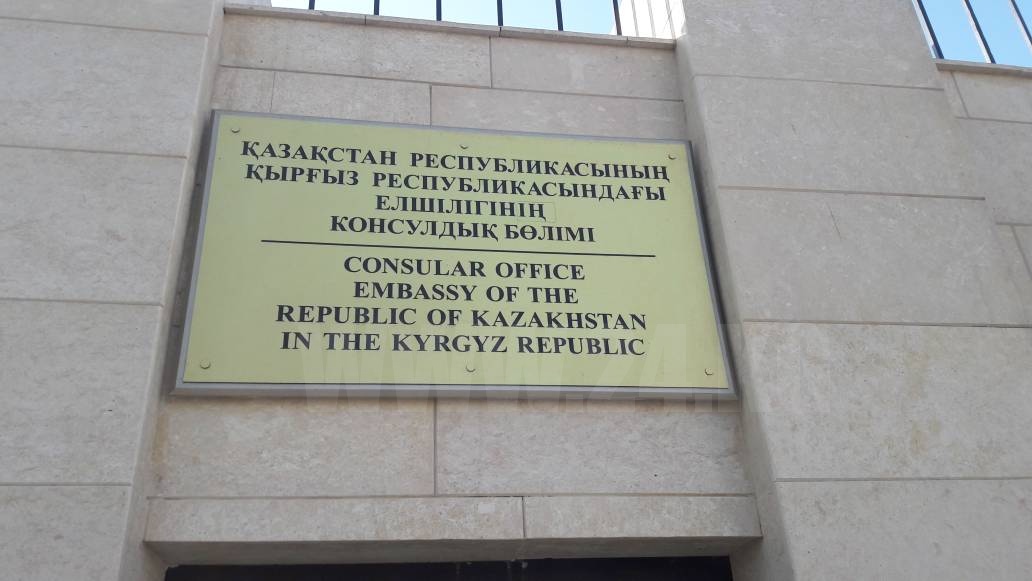 ҚАЗАҚСТАН РЕСПУБЛИКАСЫНЫҢ
ҚЫРҒЫЗ РЕСПУБЛИКАСЫНДАҒЫ
ЕЛШІЛІГІНІҢ
КОНСУЛДЫҚ БӨЛІМІ
CONSULAR OFFICE
EMBASSY OF THE
REPUBLIC OF KAZAKHSTAN
IN THE KYRGYZ REPUBLIC